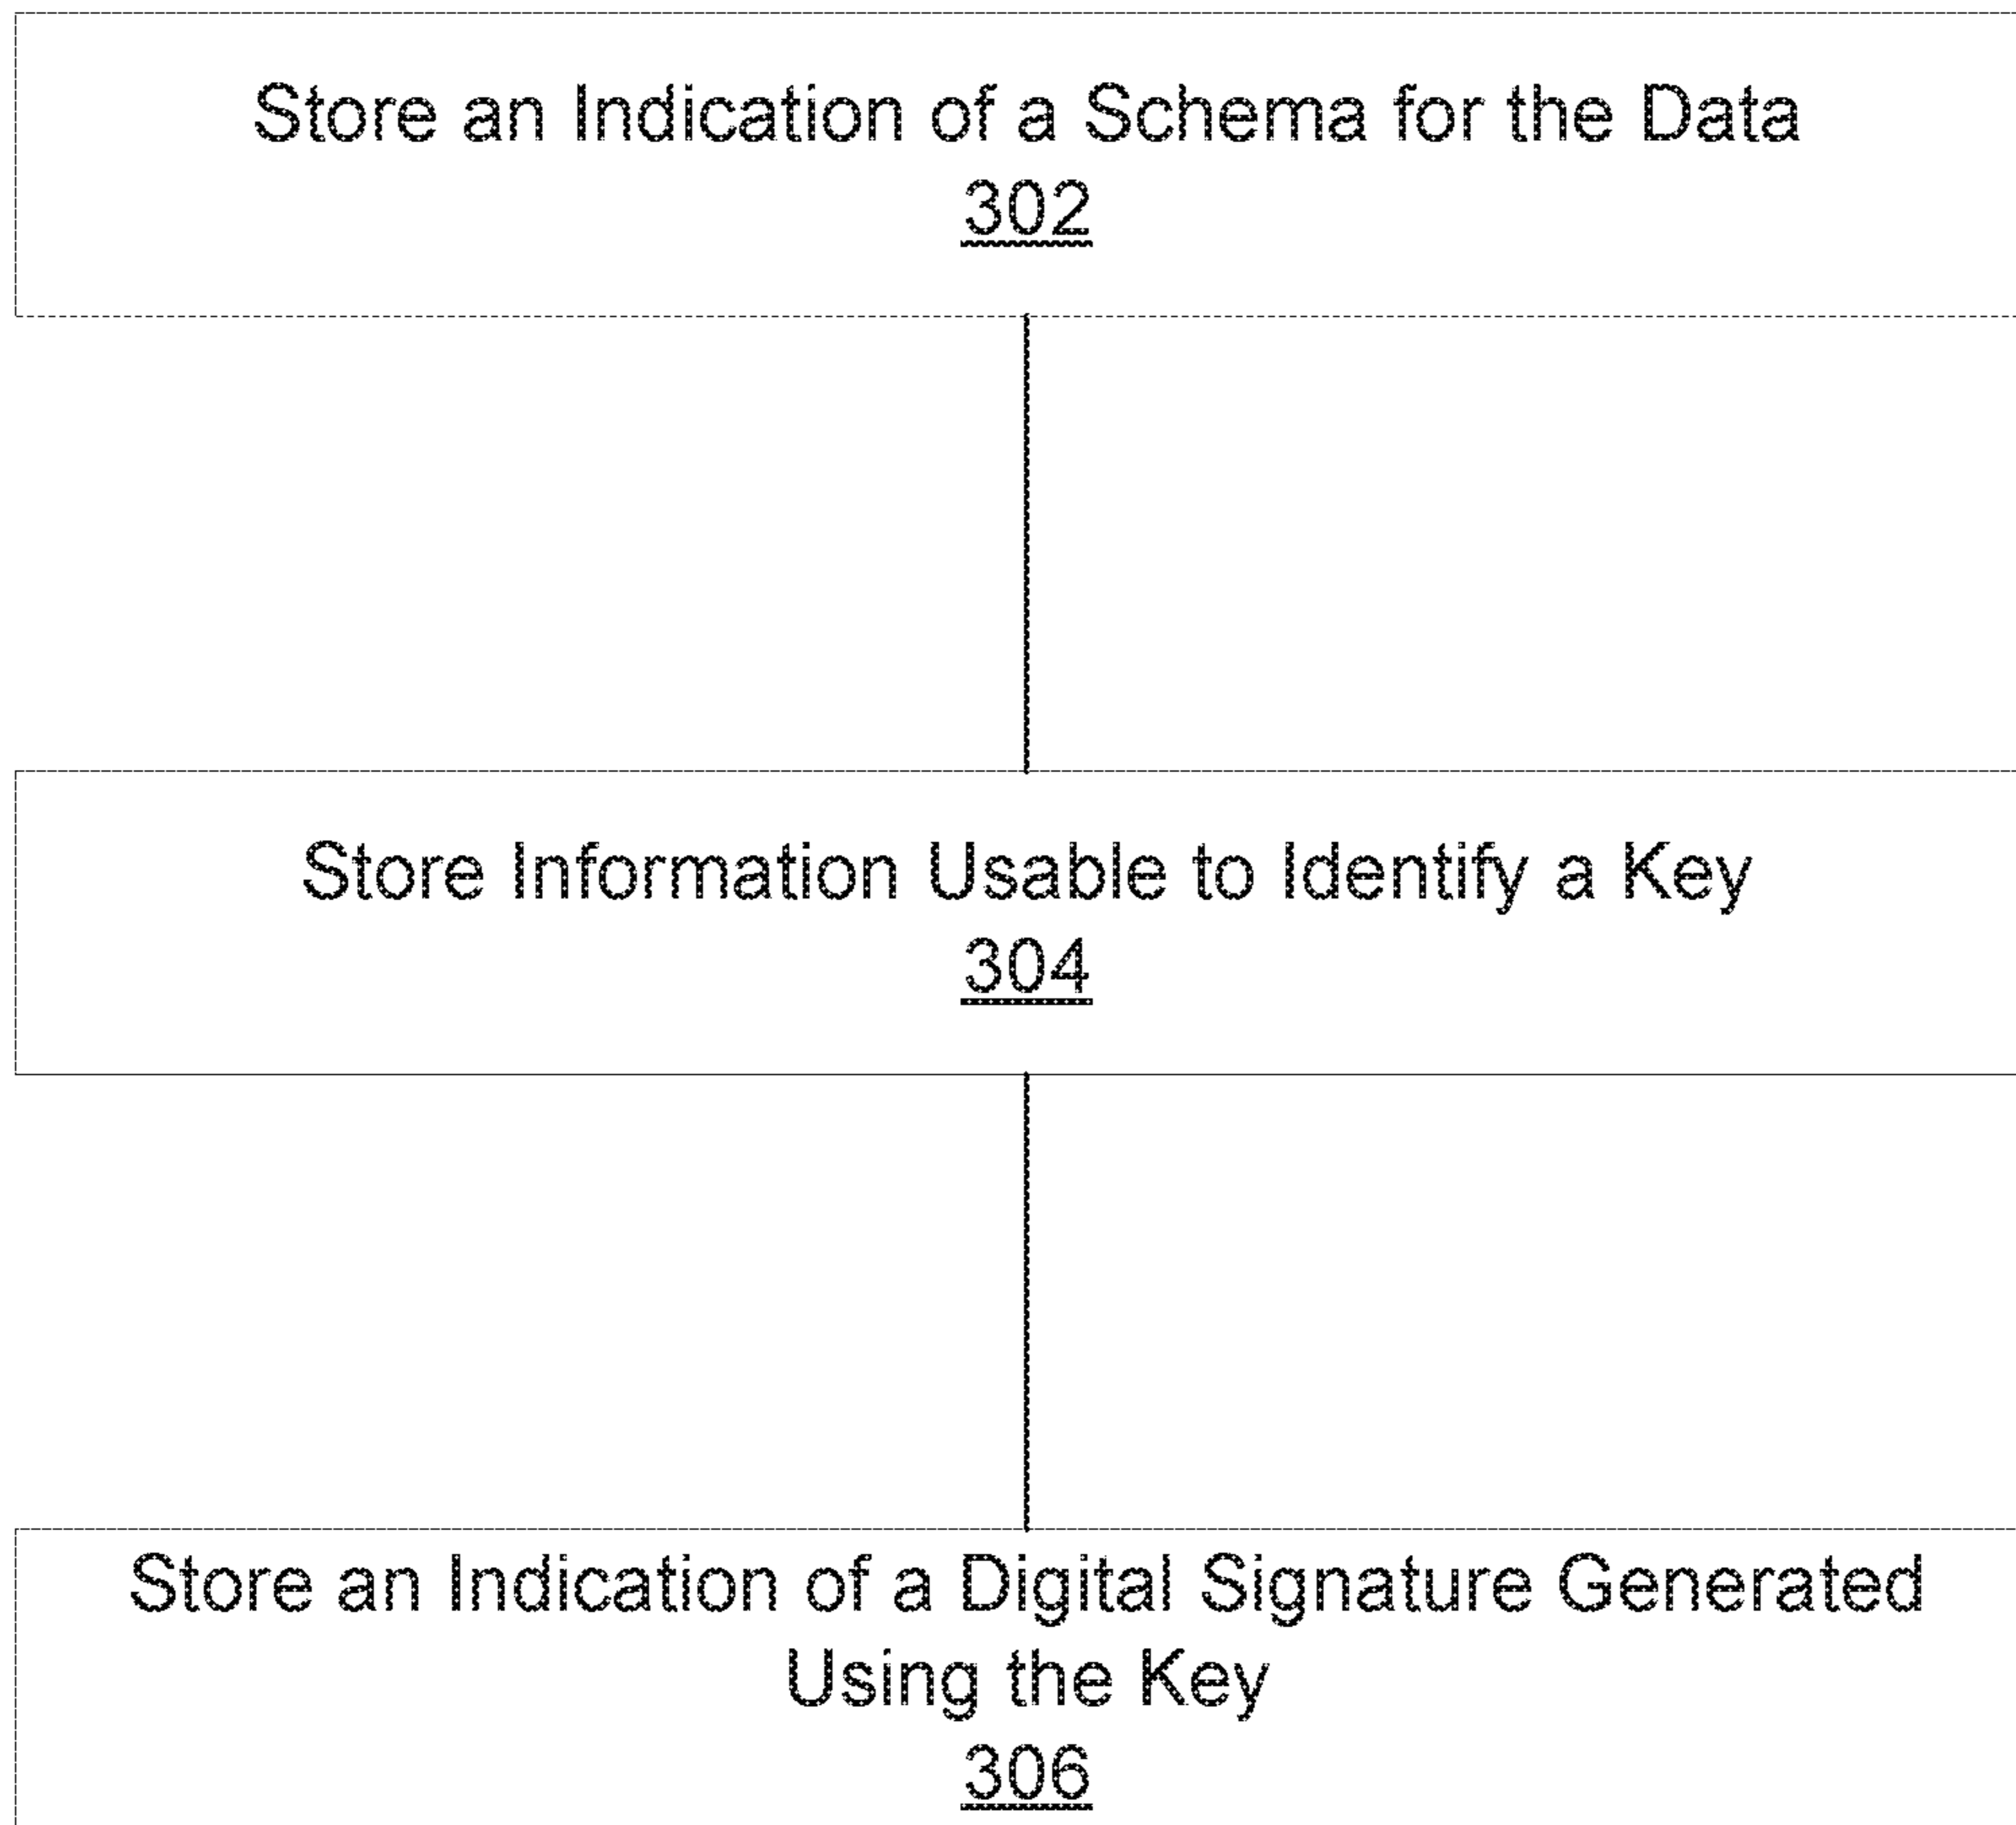 Store an Indication of a Schema for the Data
302
Store Information Usable to Identify a Key
304
Store an Indication of a Digital Signature Generated
Using the Key
306